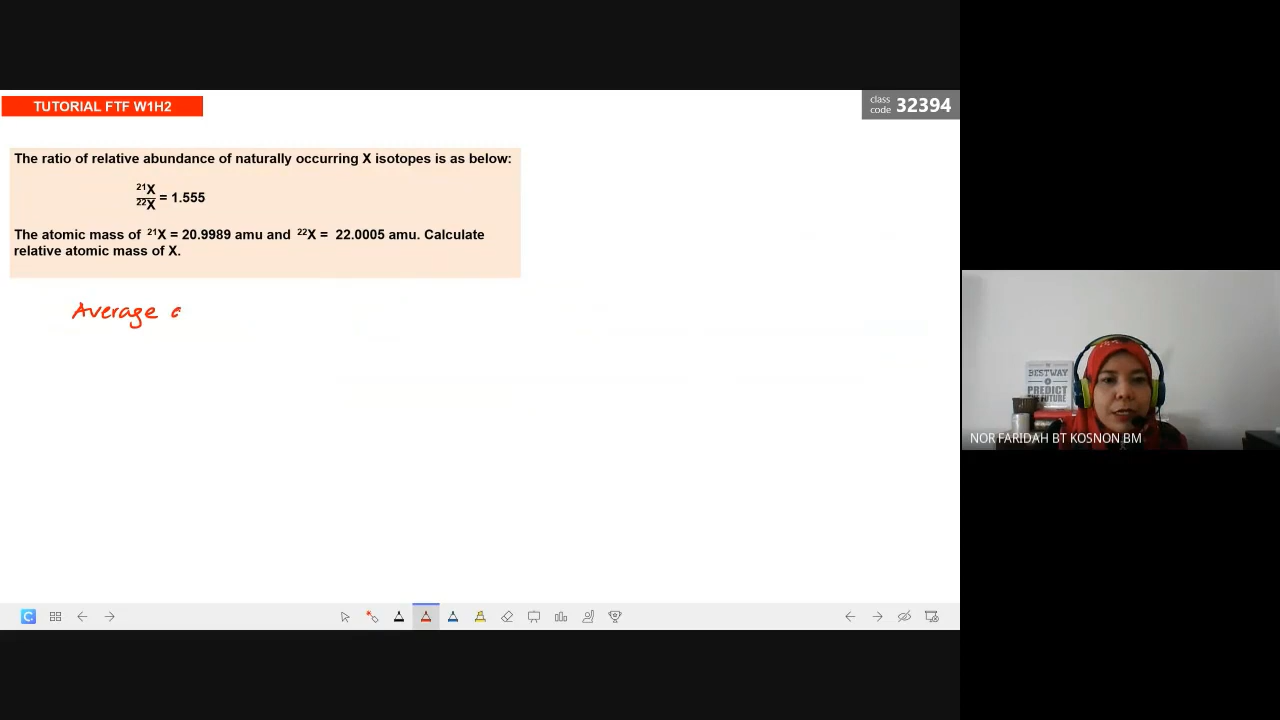 TUTORIAL FTF W1H2
class code 32394
The ratio of relative abundance of naturally occurring X isotopes is as below:
²¹X
²²X = 1.555
The atomic mass of ²¹X = 20.9989 amu and ²²X = 22.0005 amu. Calculate
relative atomic mass of X.
Average a
BESTWAY
PREDICT
THE FUTURE
NOR FARIDAH BT KOSNON BM